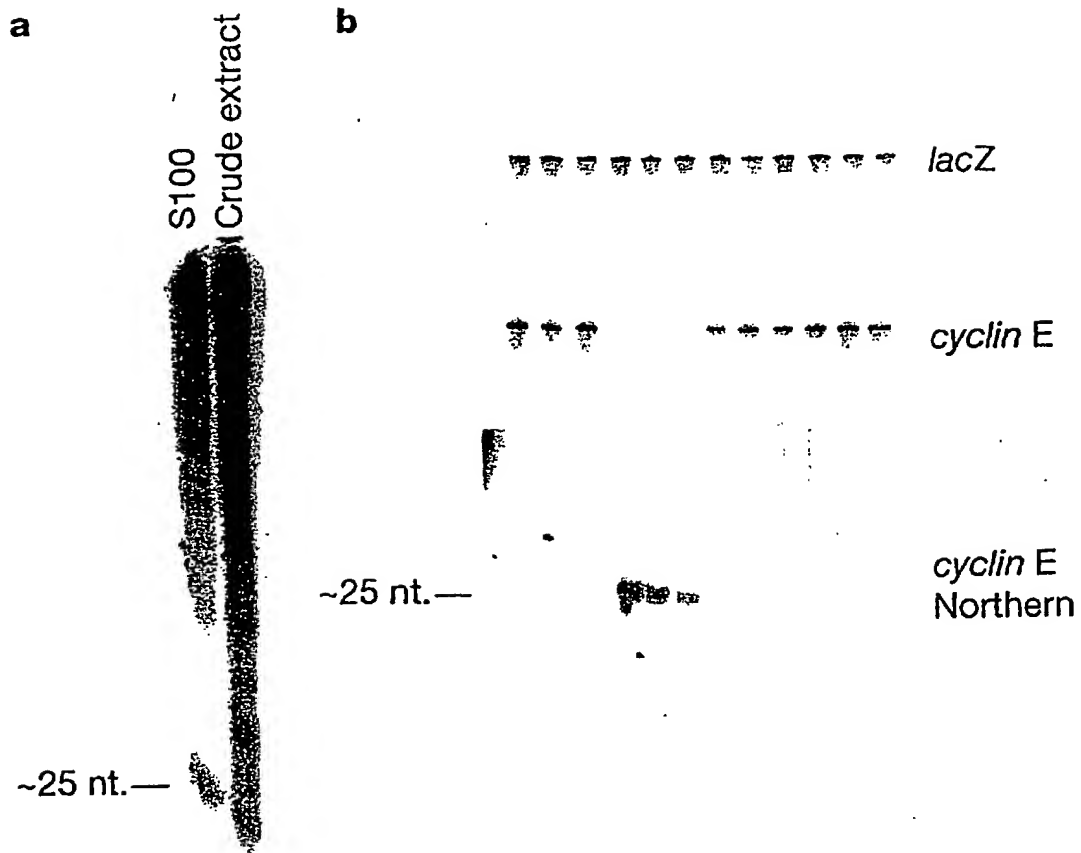 a
b
S100
Crude extract
lacZ
cyclin E
~25 nt.—
cyclin E
Northern
~25 nt.—